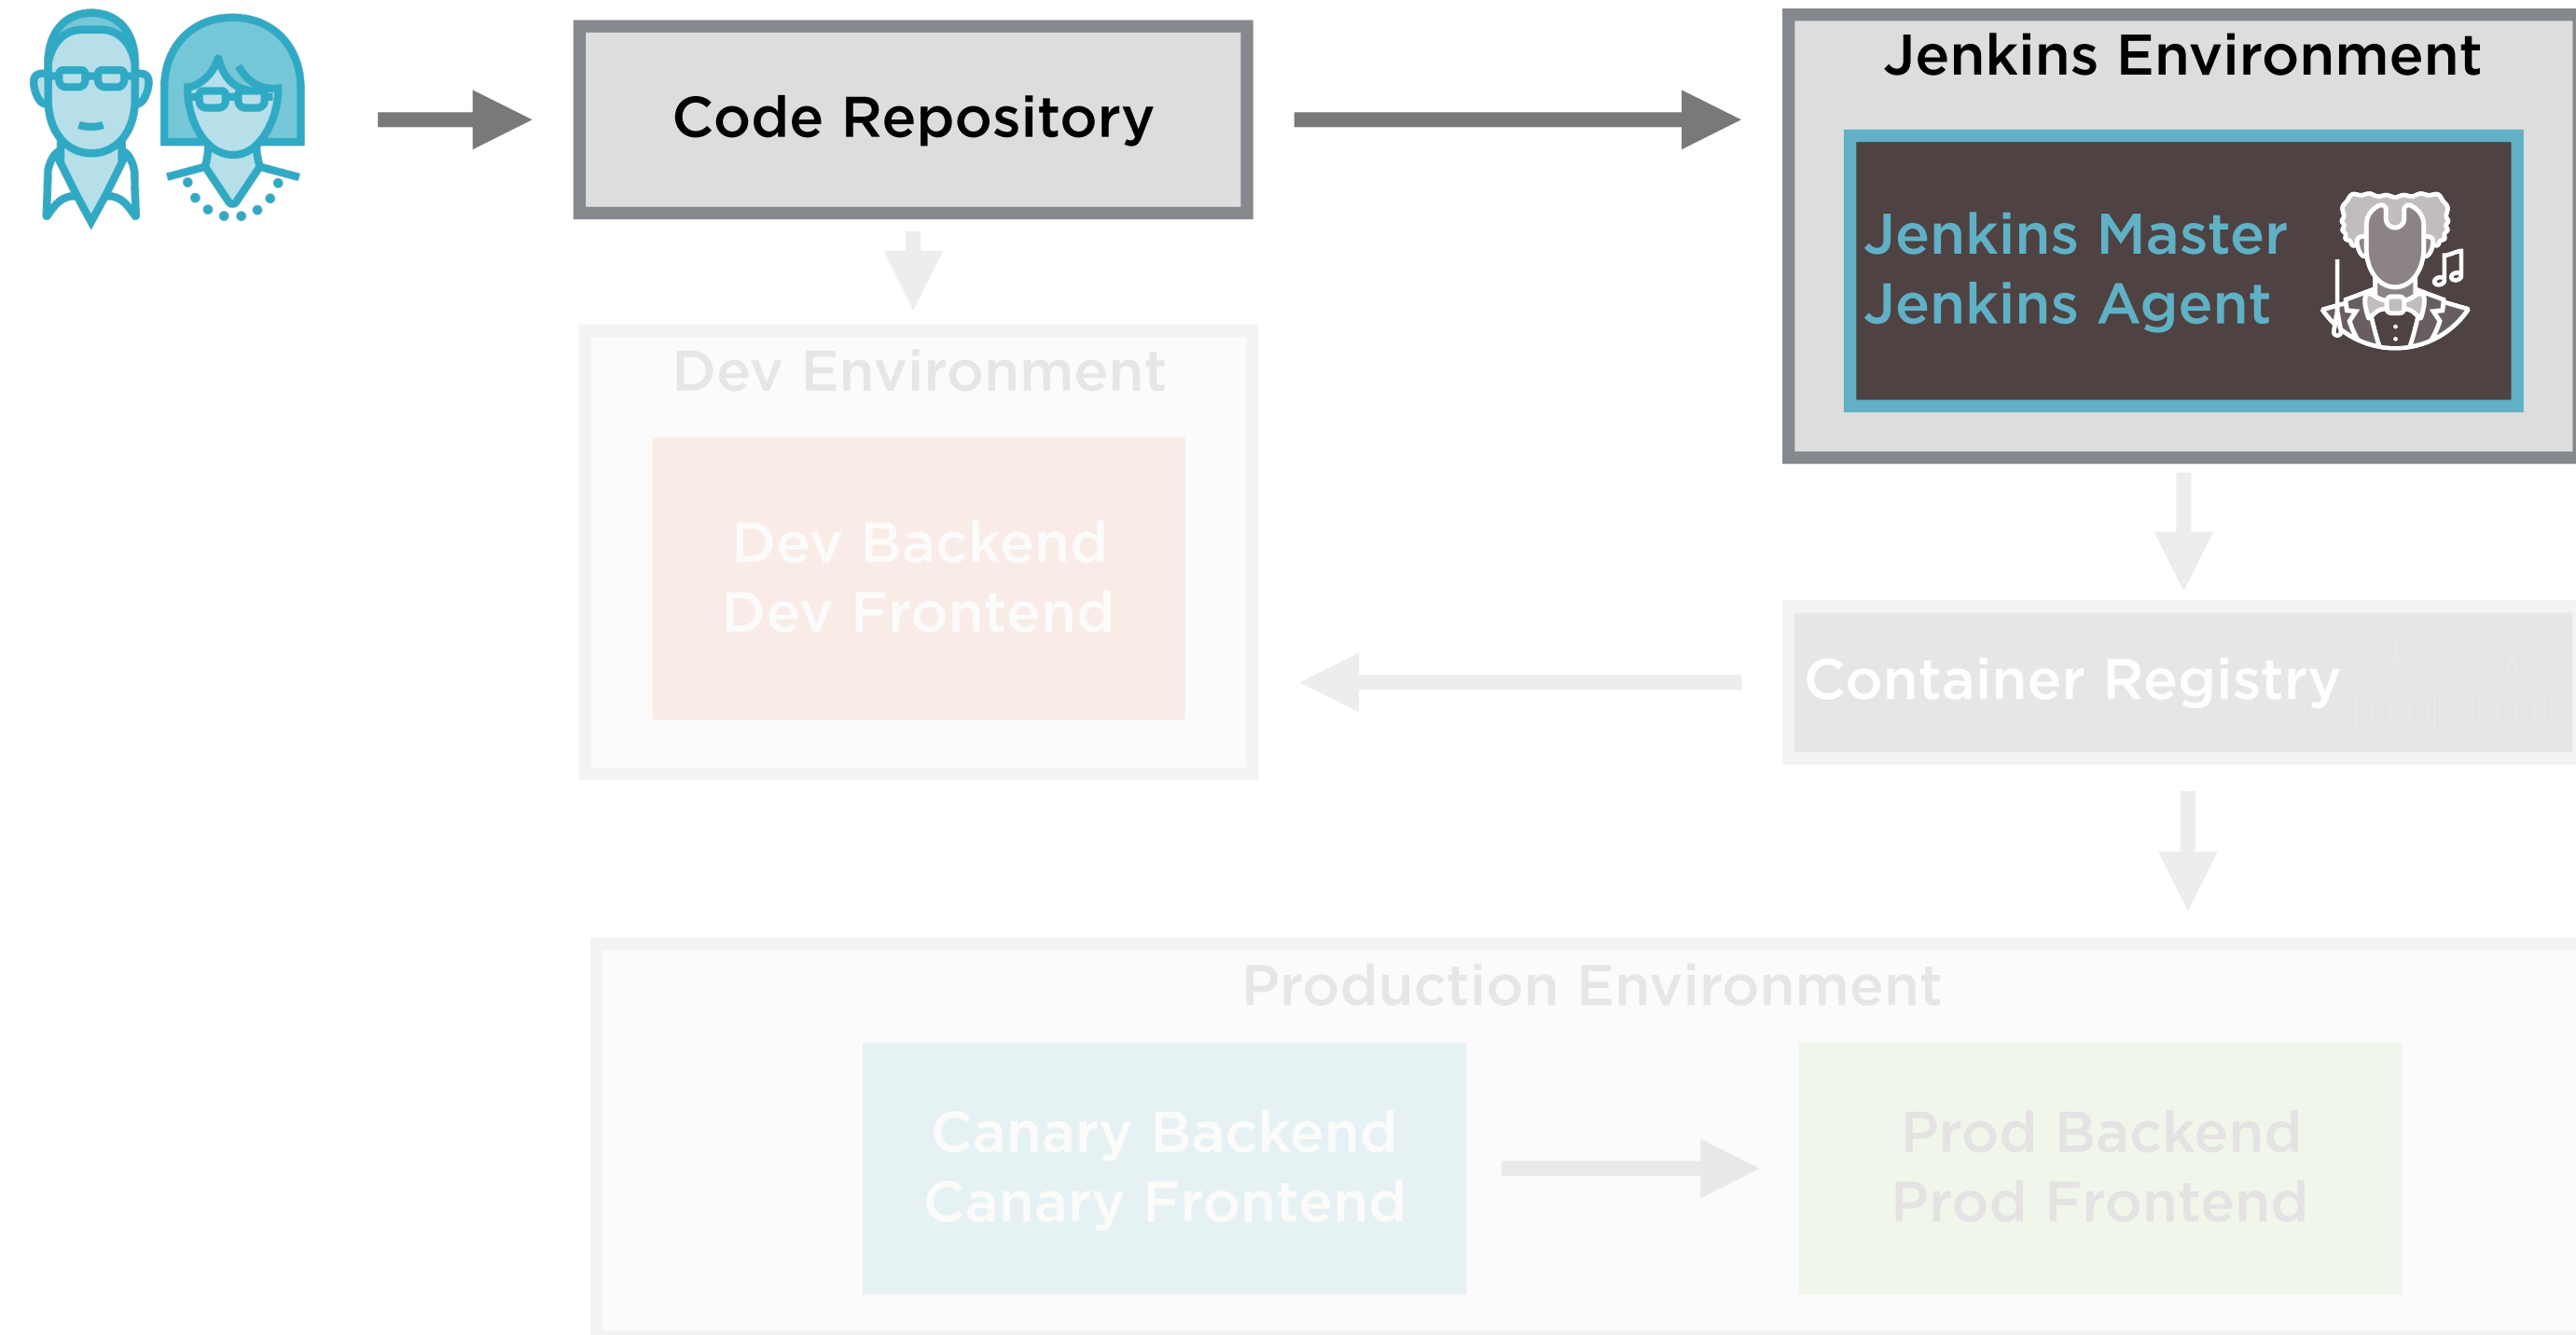 Code Repository
Jenkins Environment
Jenkins Master
Jenkins Agent
Dev Environment
Dev Backend
Dev Frontend
Container Registry
Production Environment
Canary Backend
Canary Frontend
Prod Backend
Prod Frontend